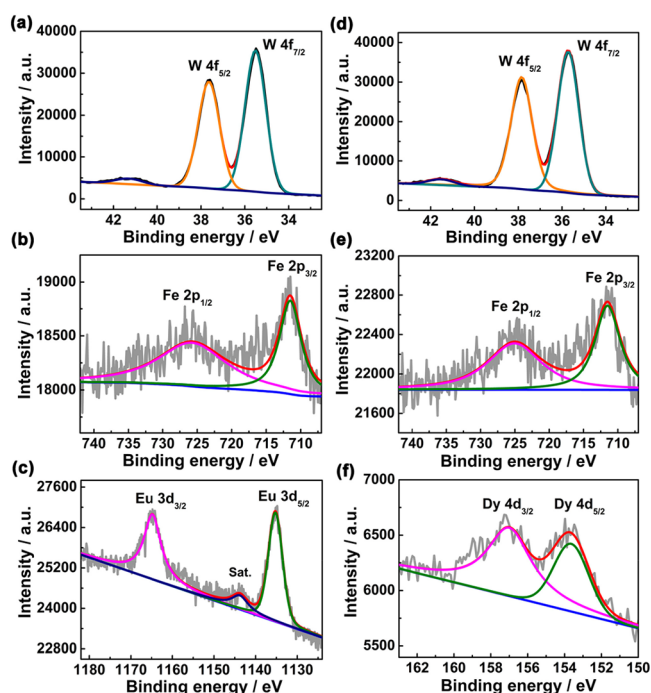 (a)
W 4f5/2
W 4f7/2
40000
30000
20000
10000
0
42 40 38 36 34
Intensity / a.u.
Binding energy / eV
(d)
W 4f5/2
W 4f7/2
40000
30000
20000
10000
0
42 40 38 36 34
Intensity / a.u.
Binding energy / eV
(b)
Fe 2p1/2
Fe 2p3/2
19000
18500
18000
740 735 730 725 720 715 710
Intensity / a.u.
Binding energy / eV
(e)
Fe 2p1/2
Fe 2p3/2
23200
22800
22400
22000
21600
740 735 730 725 720 715 710
Intensity / a.u.
Binding energy / eV
(c)
Eu 3d3/2
Eu 3d5/2
Sat.
27600
26400
25200
24000
22800
1180 1170 1160 1150 1140 1130
Intensity / a.u.
Binding energy / eV
(f)
Dy 4d3/2
Dy 4d5/2
7000
6500
6000
5500
162 160 158 156 154 152 150
Intensity / a.u.
Binding energy / eV